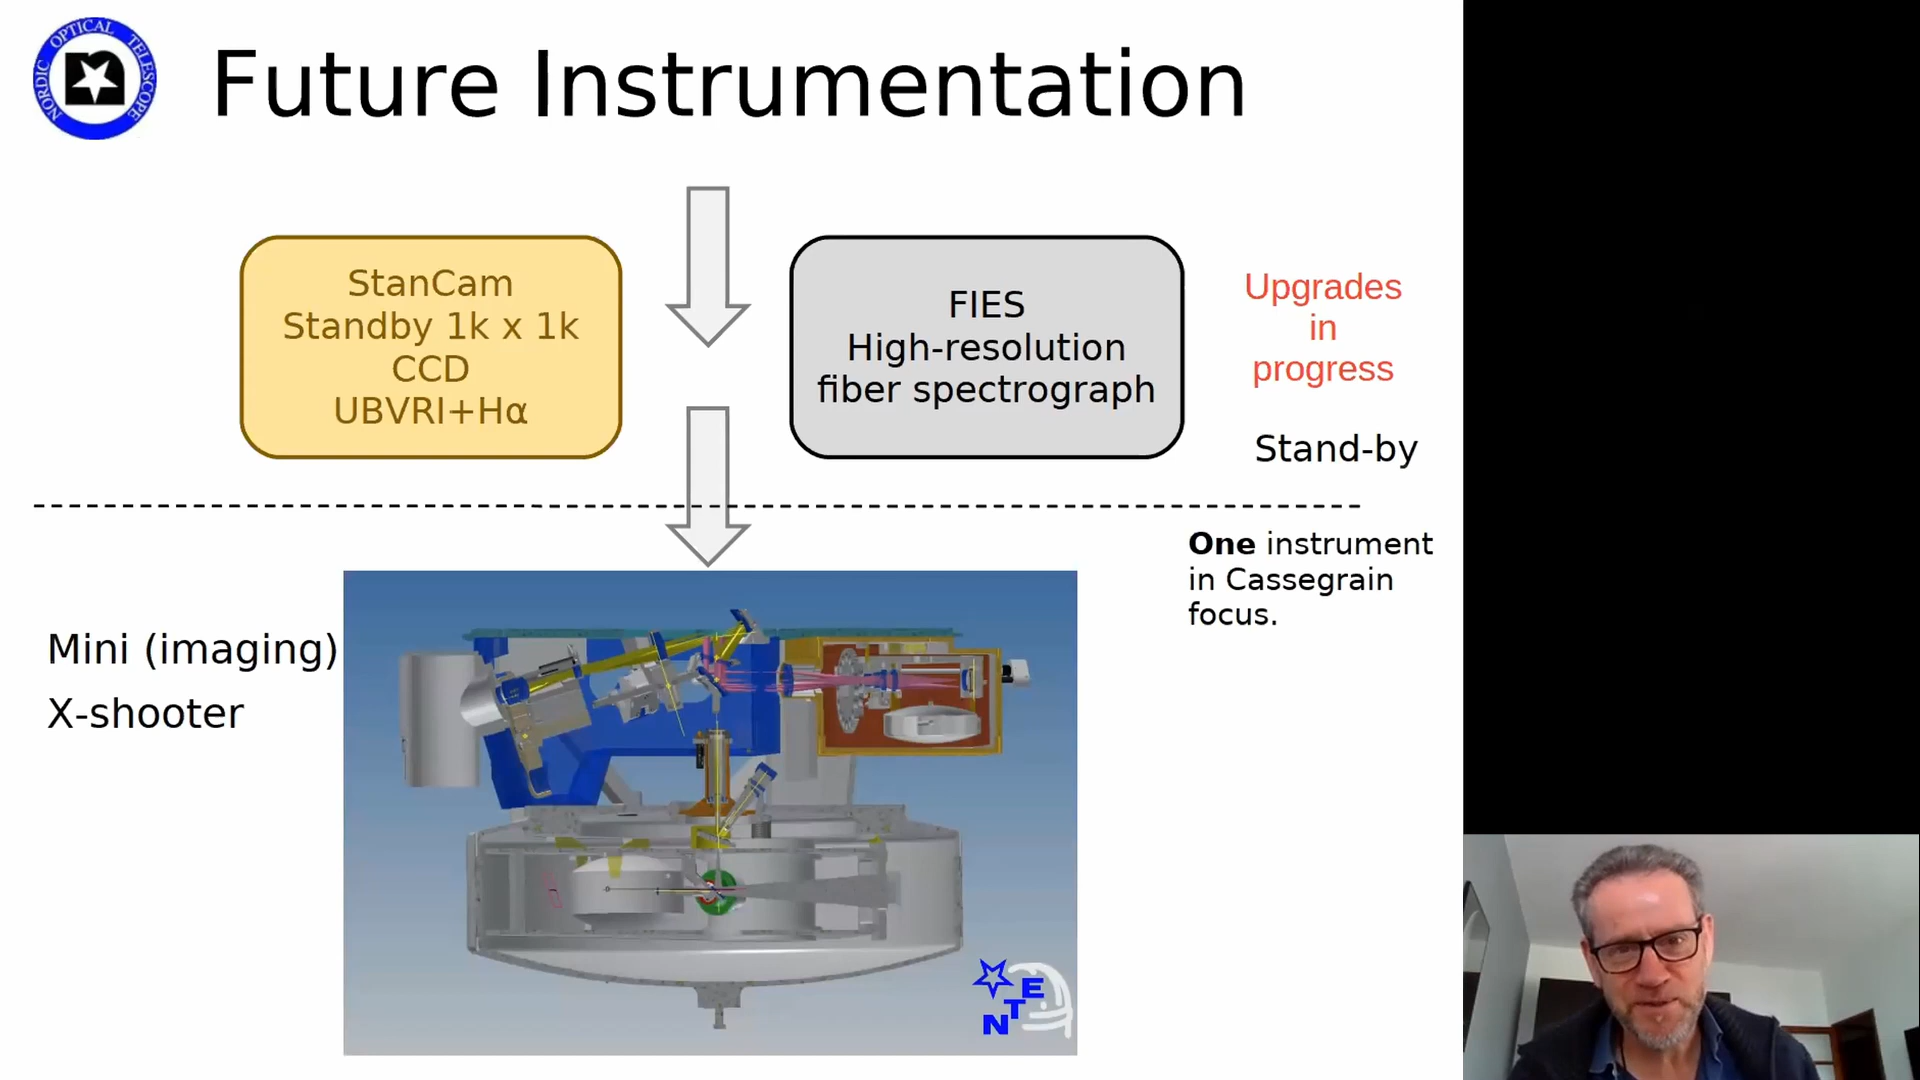 NORDIC OPTICAL TELESCOPE
Future Instrumentation
StanCam
Standby 1k x 1k
CCD
UBVRI+Hα
FIES
High-resolution
fiber spectrograph
Upgrades
in
progress
Stand-by
One instrument
in Cassegrain
focus.
Mini (imaging)
X-shooter
N T E